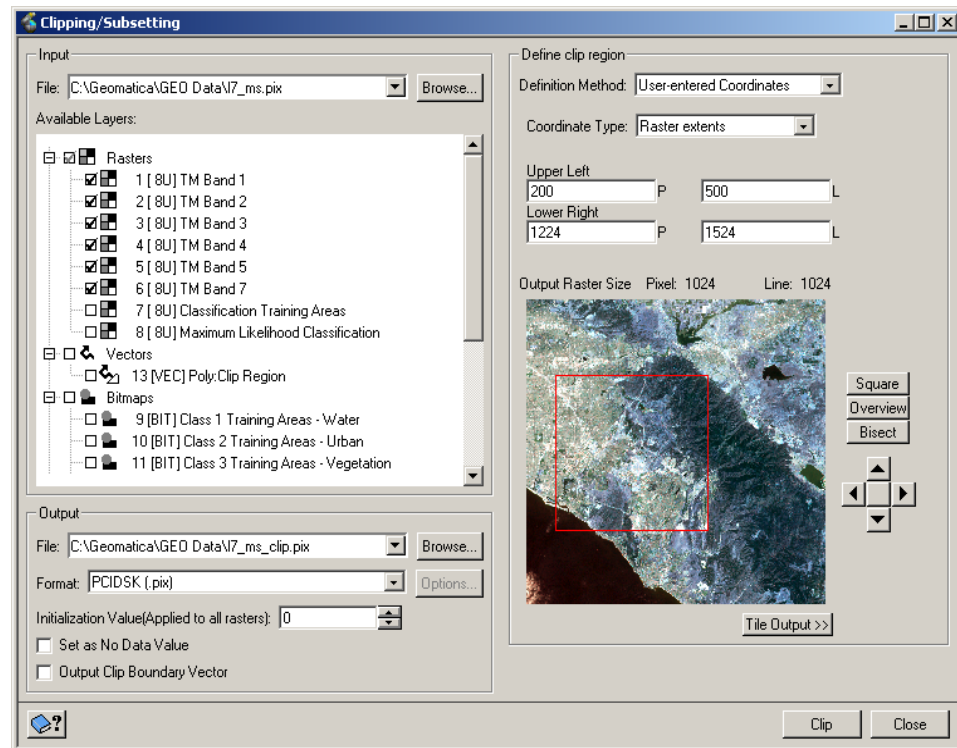 Clipping/Subsetting
Input
File: C:\Geomatica\GEO Data\l7_ms.pix Browse...
Available Layers:
Rasters
1 [ 8U] TM Band 1
2 [ 8U] TM Band 2
3 [ 8U] TM Band 3
4 [ 8U] TM Band 4
5 [ 8U] TM Band 5
6 [ 8U] TM Band 7
7 [ 8U] Classification Training Areas
8 [ 8U] Maximum Likelihood Classification
Vectors
13 [VEC] Poly:Clip Region
Bitmaps
9 [BIT] Class 1 Training Areas - Water
10 [BIT] Class 2 Training Areas - Urban
11 [BIT] Class 3 Training Areas - Vegetation
Output
File: C:\Geomatica\GEO Data\l7_ms_clip.pix Browse...
Format: PCIDSK (.pix) Options...
Initialization Value(Applied to all rasters): 0
Set as No Data Value
Output Clip Boundary Vector
Define clip region
Definition Method: User-entered Coordinates
Coordinate Type: Raster extents
Upper Left
200 P 500 L
Lower Right
1224 P 1524 L
Output Raster Size Pixel: 1024 Line: 1024
Square
Overview
Bisect
Tile Output >>
?
Clip Close